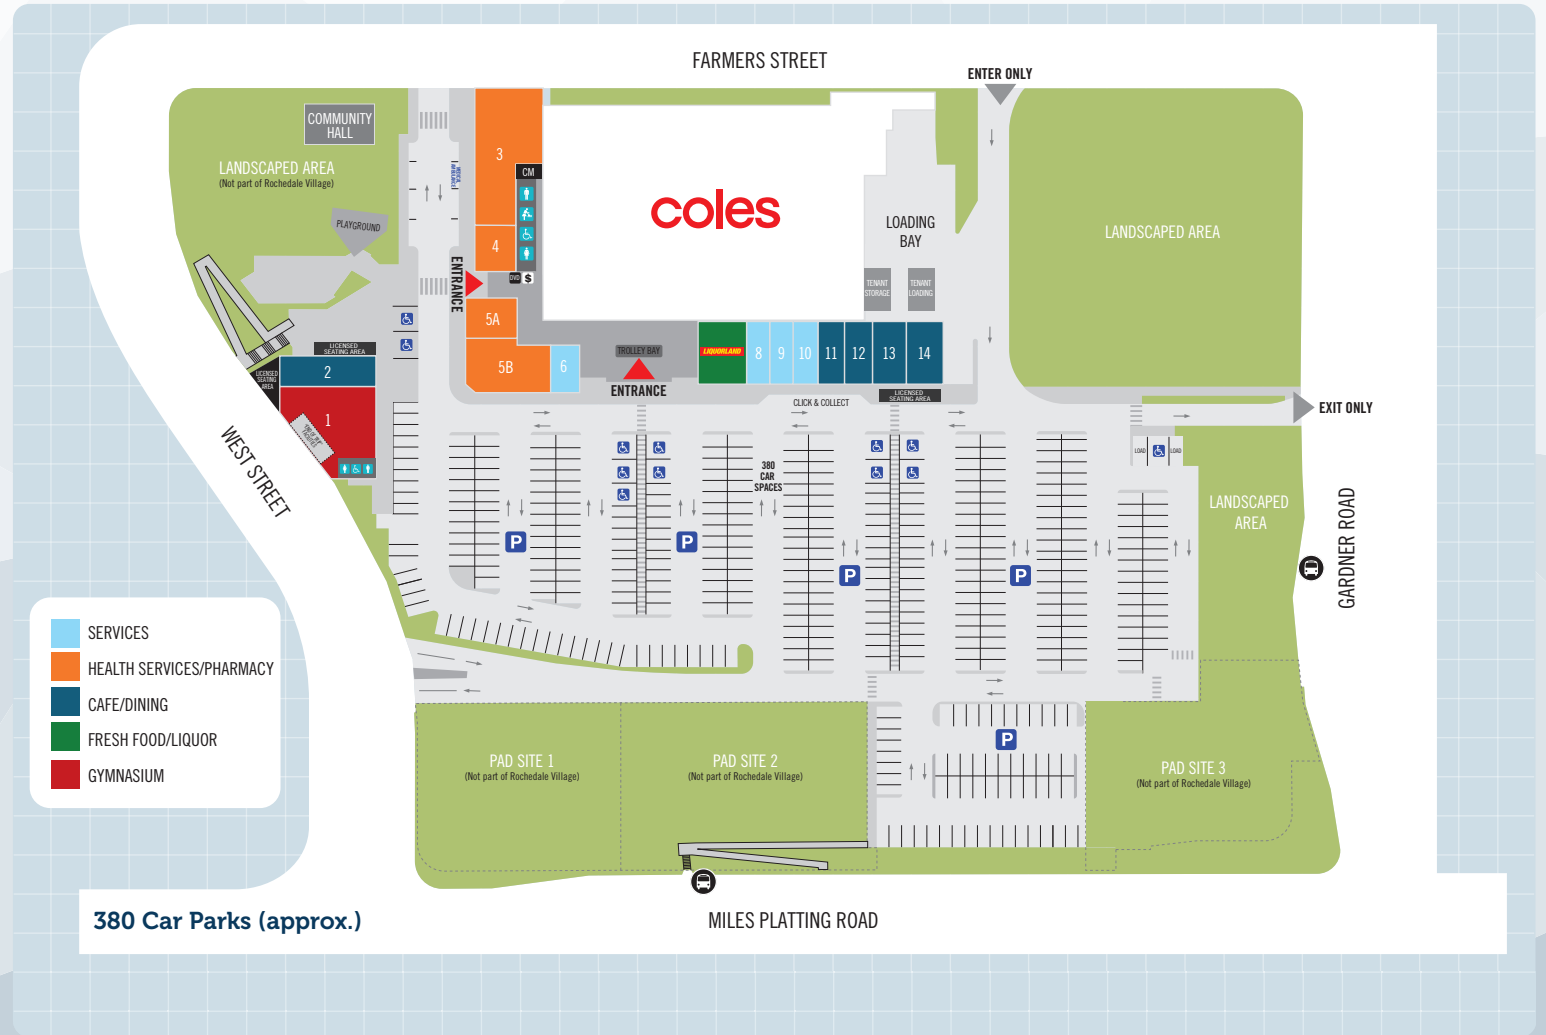 FARMERS STREET
ENTER ONLY
COMMUNITY
HALL
LANDSCAPED AREA
(Not part of Rochedale Village)
PLAYGROUND
MEDICAL
AMBULANCE
3
CM
4
DVD
$
ENTRANCE
coles
LOADING
BAY
TENANT
STORAGE
TENANT
LOADING
LANDSCAPED AREA
5A
5B
6
TROLLEY BAY
ENTRANCE
LIQUORLAND
8
9
10
11
12
13
14
LICENSED
SEATING AREA
CLICK & COLLECT
LICENSED
SEATING AREA
2
LICENSED
SEATING
AREA
1
EXIT ONLY
WEST STREET
380
CAR
SPACES
LOAD
LOAD
P
P
P
P
LANDSCAPED
AREA
GARDNER ROAD
SERVICES
HEALTH SERVICES/PHARMACY
CAFE/DINING
FRESH FOOD/LIQUOR
GYMNASIUM
P
PAD SITE 1
(Not part of Rochedale Village)
PAD SITE 2
(Not part of Rochedale Village)
PAD SITE 3
(Not part of Rochedale Village)
380 Car Parks (approx.)
MILES PLATTING ROAD